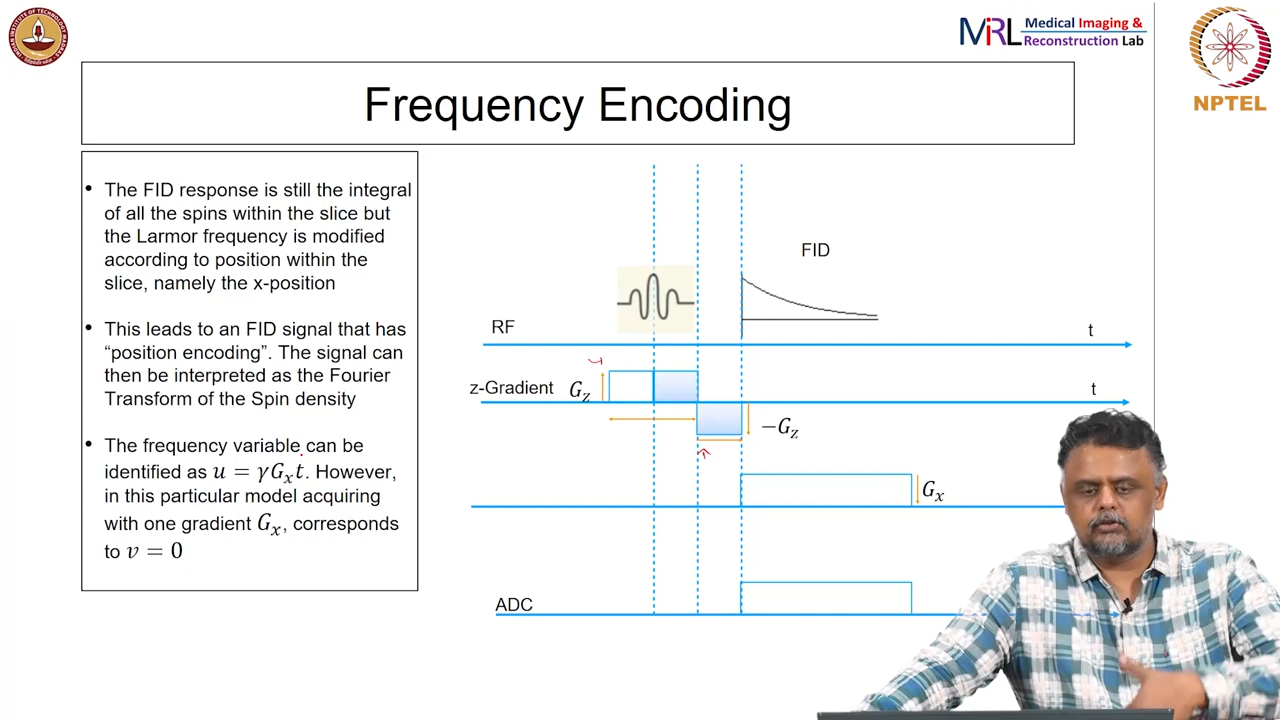 MIRL Medical Imaging &
Reconstruction Lab
NPTEL
Frequency Encoding
• The FID response is still the integral
of all the spins within the slice but
the Larmor frequency is modified
according to position within the
slice, namely the x-position
• This leads to an FID signal that has
“position encoding”. The signal can
then be interpreted as the Fourier
Transform of the Spin density
• The frequency variable can be
identified as u = γGₓt. However,
in this particular model acquiring
with one gradient Gₓ, corresponds
to v = 0
FID
RF
t
z-Gradient
G_z
t
−G_z
Gₓ
ADC